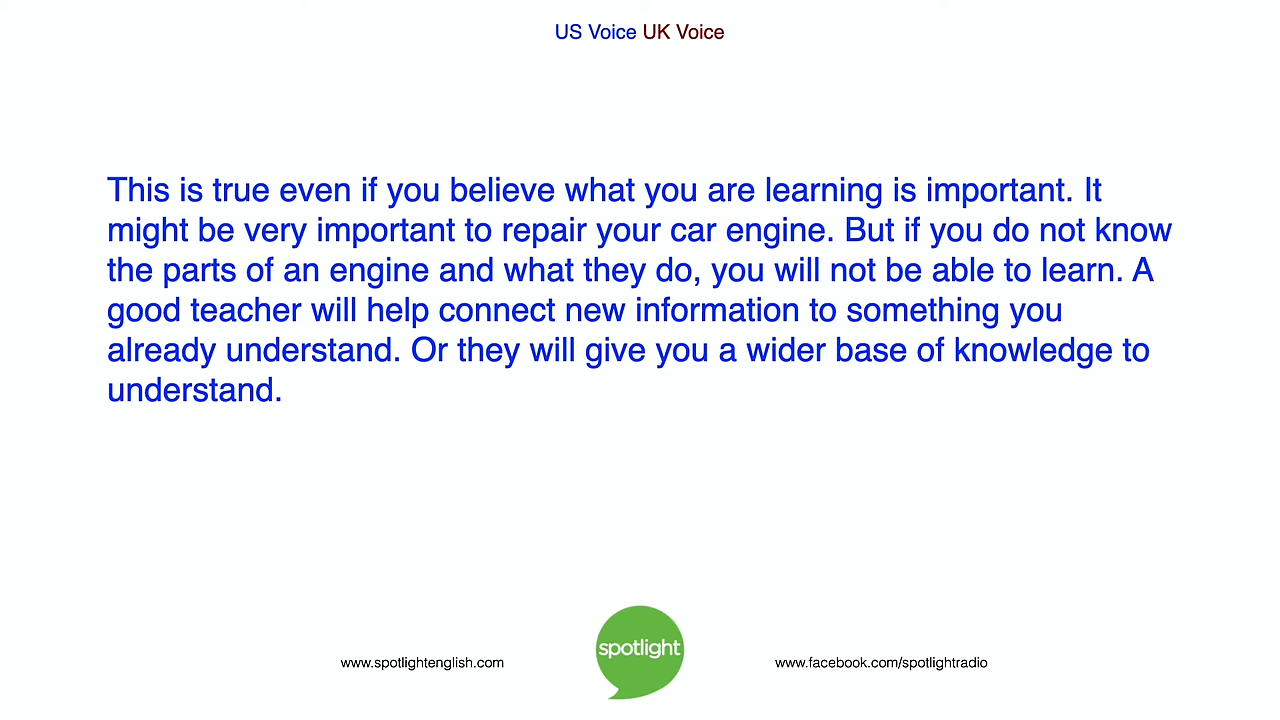 US Voice UK Voice
This is true even if you believe what you are learning is important. It
might be very important to repair your car engine. But if you do not know
the parts of an engine and what they do, you will not be able to learn. A
good teacher will help connect new information to something you
already understand. Or they will give you a wider base of knowledge to
understand.
www.spotlightenglish.com
spotlight
www.facebook.com/spotlightradio